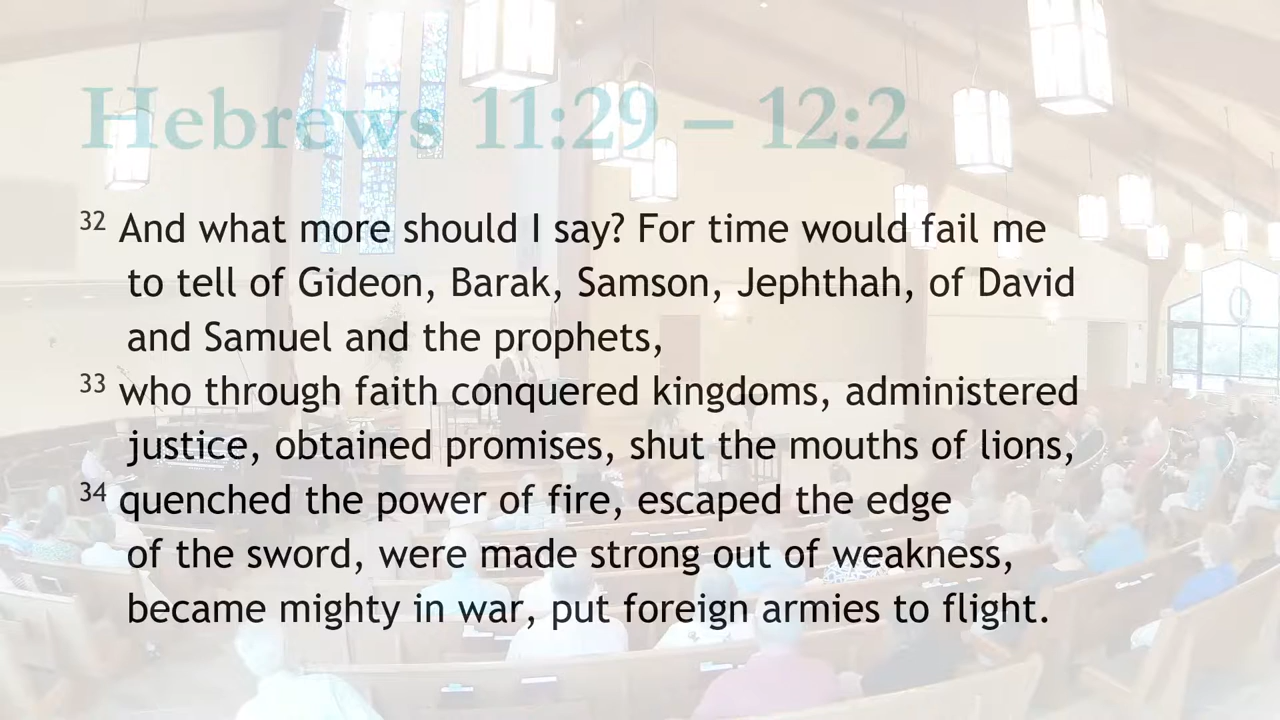 Hebrews 11:29 – 12:2
32 And what more should I say? For time would fail me
to tell of Gideon, Barak, Samson, Jephthah, of David
and Samuel and the prophets,
33 who through faith conquered kingdoms, administered
justice, obtained promises, shut the mouths of lions,
34 quenched the power of fire, escaped the edge
of the sword, were made strong out of weakness,
became mighty in war, put foreign armies to flight.